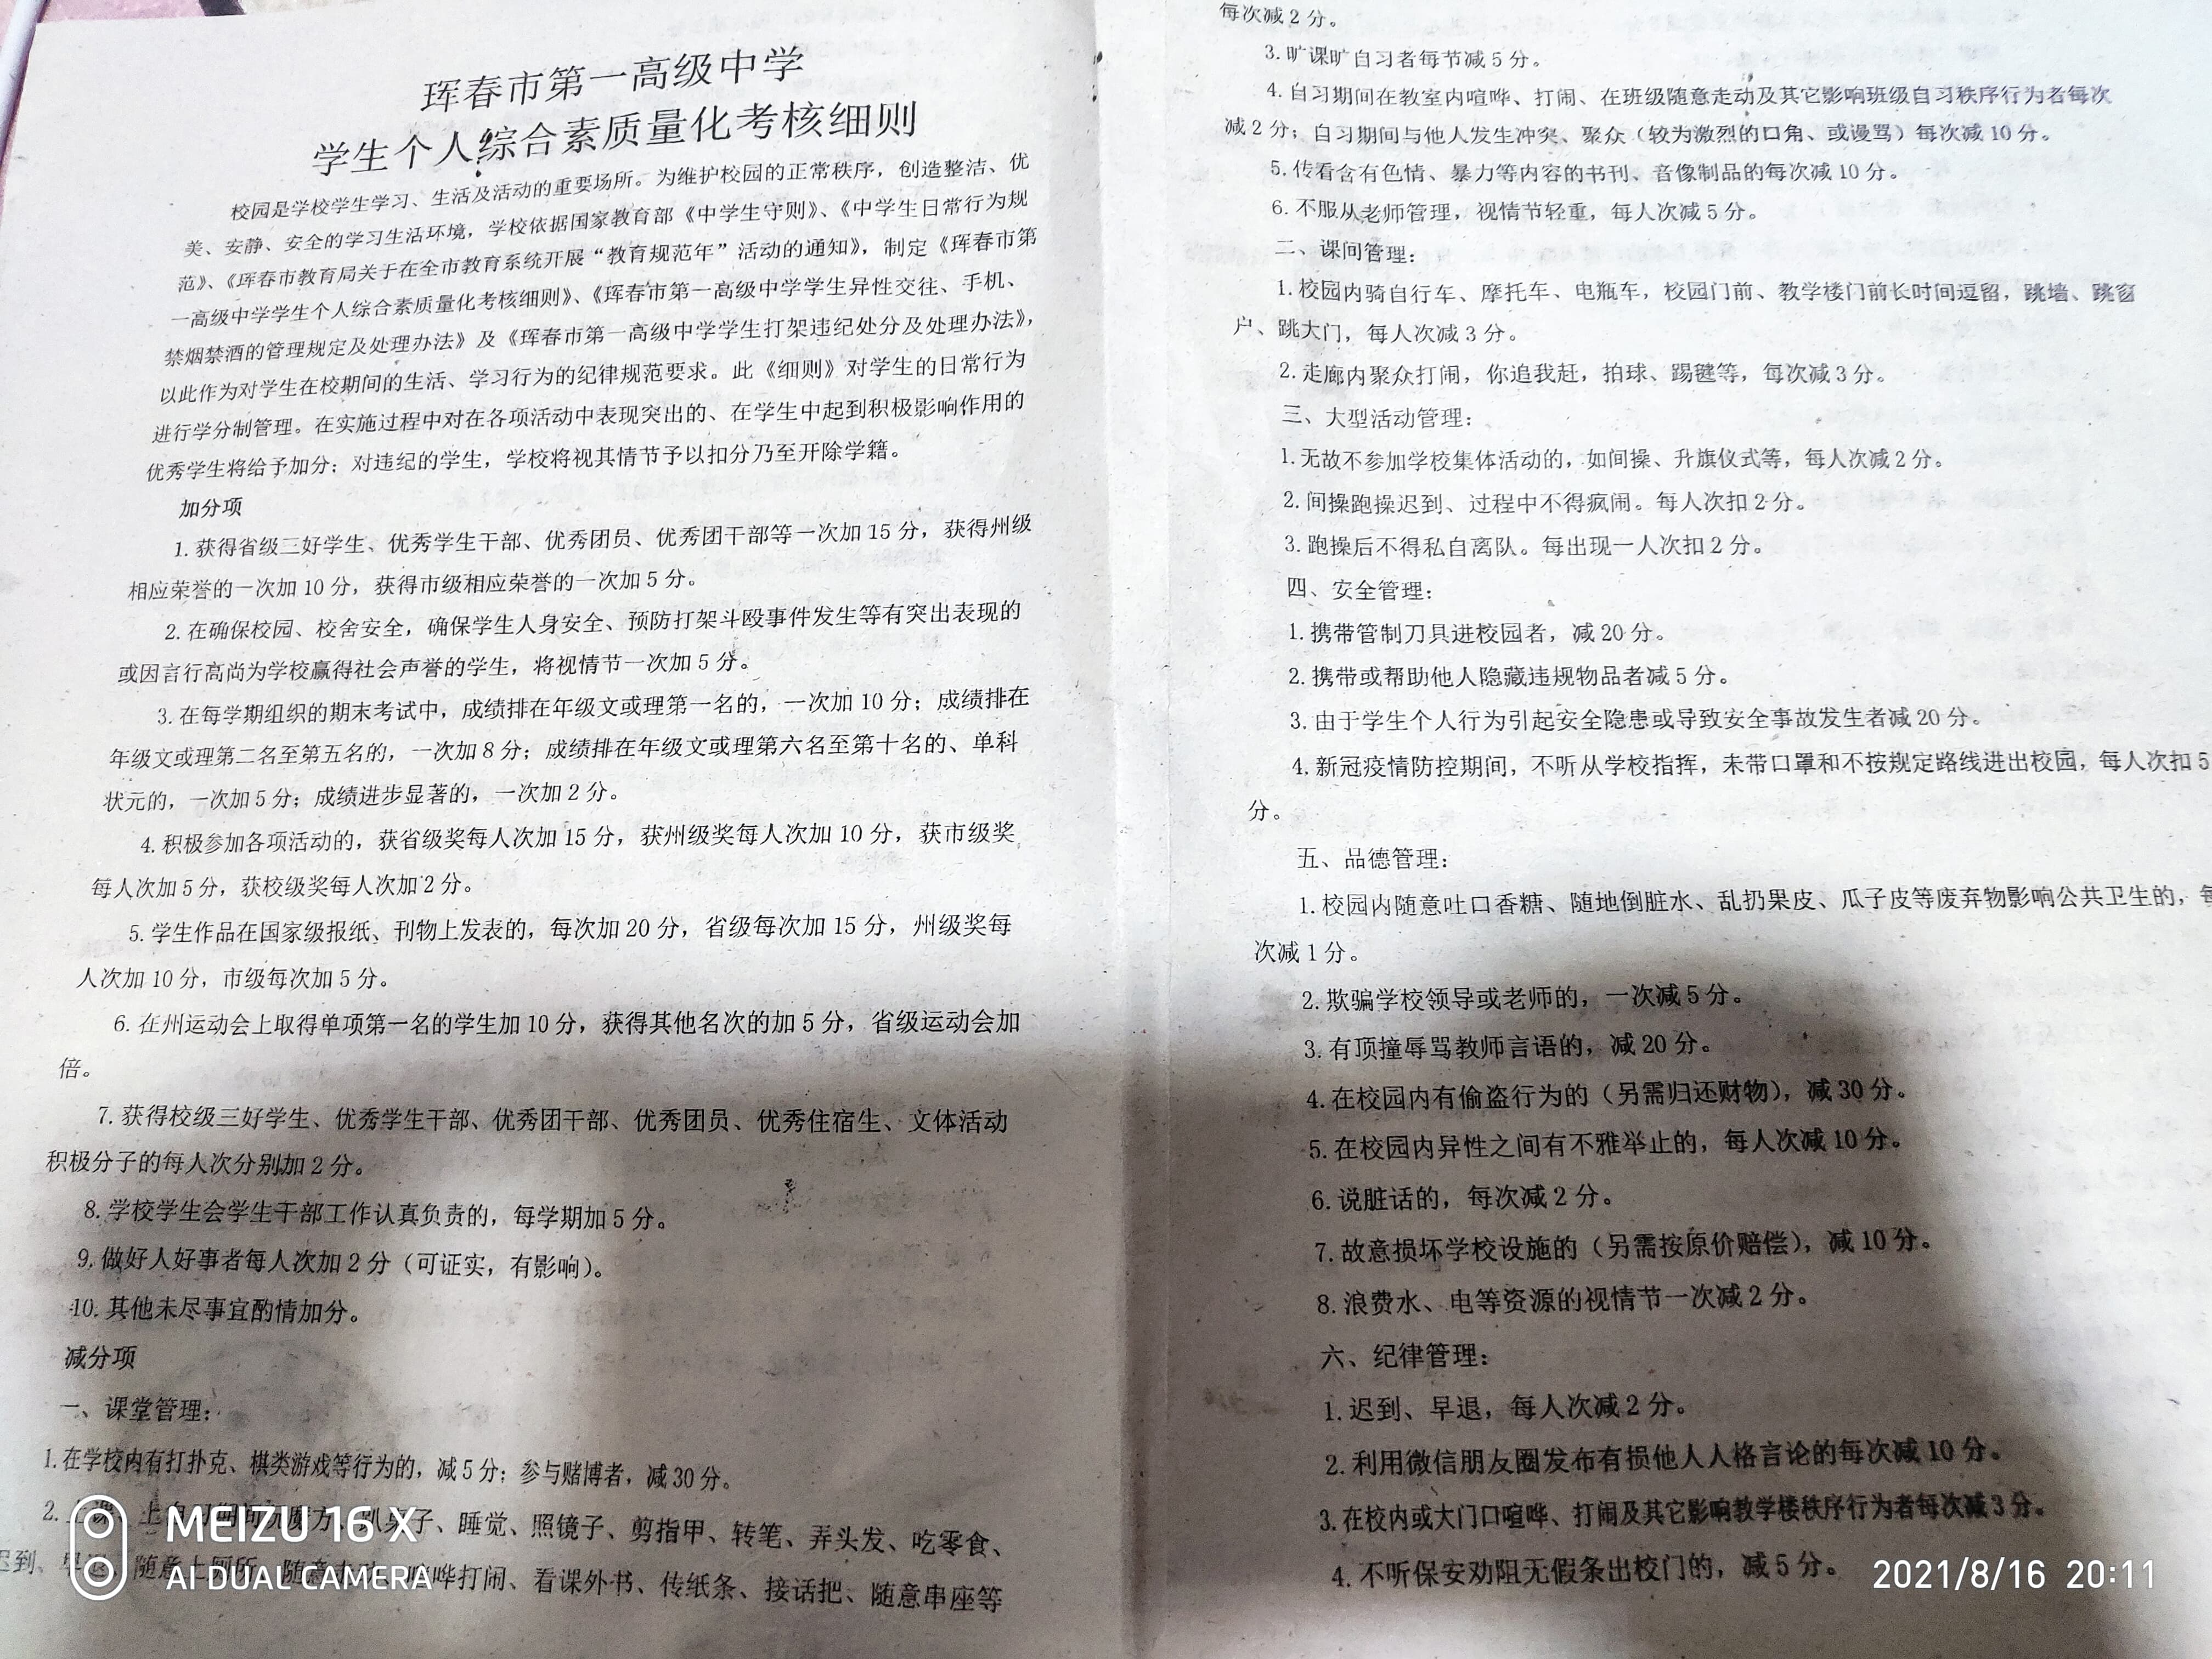 珲春市第一高级中学
学生个人综合素质量化考核细则
校园是学校学生学习、生活及活动的重要场所。为维护校园的正常秩序，创造整洁、优
美、安静、安全的学习生活环境，学校依据国家教育部《中学生守则》、《中学生日常行为规
范》、《珲春市教育局关于在全市教育系统开展“教育规范年”活动的通知》，制定《珲春市第
一高级中学学生个人综合素质量化考核细则》、《珲春市第一高级中学学生异性交往、手机、
禁烟禁酒的管理规定及处理办法》及《珲春市第一高级中学学生打架违纪处分及处理办法》，
以此作为对学生在校期间的生活、学习行为的纪律规范要求。此《细则》对学生的日常行为
进行学分制管理。在实施过程中对在各项活动中表现突出的、在学生中起到积极影响作用的
优秀学生将给予加分；对违纪的学生，学校将视其情节予以扣分乃至开除学籍。
加分项
1.获得省级三好学生、优秀学生干部、优秀团员、优秀团干部等一次加 15 分，获得州级
相应荣誉的一次加 10 分，获得市级相应荣誉的一次加 5 分。
2.在确保校园、校舍安全，确保学生人身安全、预防打架斗殴事件发生等有突出表现的
或因言行高尚为学校赢得社会声誉的学生，将视情节一次加 5 分。
3.在每学期组织的期末考试中，成绩排在年级文或理第一名的，一次加 10 分；成绩排在
年级文或理第二名至第五名的，一次加 8 分；成绩排在年级文或理第六名至第十名的、单科
状元的，一次加 5 分；成绩进步显著的，一次加 2 分。
4.积极参加各项活动的，获省级奖每人次加 15 分，获州级奖每人次加 10 分，获市级奖
每人次加 5 分，获校级奖每人次加 2 分。
5.学生作品在国家级报纸、刊物上发表的，每次加 20 分，省级每次加 15 分，州级奖每
人次加 10 分，市级每次加 5 分。
6.在州运动会上取得单项第一名的学生加 10 分，获得其他名次的加 5 分，省级运动会加
倍。
7.获得校级三好学生、优秀学生干部、优秀团干部、优秀团员、优秀住宿生、文体活动
积极分子的每人次分别加 2 分。
8.学校学生会学生干部工作认真负责的，每学期加 5 分。
9.做好人好事者每人次加 2 分（可证实，有影响）。
10.其他未尽事宜酌情加分。
减分项
一、课堂管理：
1.在学校内有打扑克、棋类游戏等行为的，减 5 分；参与赌博者，减 30 分。
2.上课、上自习期间玩魔方、趴桌子、睡觉、照镜子、剪指甲、转笔、弄头发、吃零食、
迟到、早退、随意上厕所、随意走动、喧哗打闹、看课外书、传纸条、接话把、随意串座等
每次减 2 分。
3.旷课旷自习者每节减 5 分。
4.自习期间在教室内喧哗、打闹、在班级随意走动及其它影响班级自习秩序行为者每次
减 2 分；自习期间与他人发生冲突、聚众（较为激烈的口角、或谩骂）每次减 10 分。
5.传看含有色情、暴力等内容的书刊、音像制品的每次减 10 分。
6.不服从老师管理，视情节轻重，每人次减 5 分。
二、课间管理：
1.校园内骑自行车、摩托车、电瓶车，校园门前、教学楼门前长时间逗留，跳墙、跳窗
户、跳大门，每人次减 3 分。
2.走廊内聚众打闹，你追我赶，拍球、踢毽等，每次减 3 分。
三、大型活动管理：
1.无故不参加学校集体活动的，如间操、升旗仪式等，每人次减 2 分。
2.间操跑操迟到、过程中不得疯闹。每人次扣 2 分。
3.跑操后不得私自离队。每出现一人次扣 2 分。
四、安全管理：
1.携带管制刀具进校园者，减 20 分。
2.携带或帮助他人隐藏违规物品者减 5 分。
3.由于学生个人行为引起安全隐患或导致安全事故发生者减 20 分。
4.新冠疫情防控期间，不听从学校指挥，未带口罩和不按规定路线进出校园，每人次扣 5
分。
五、品德管理：
1.校园内随意吐口香糖、随地倒脏水、乱扔果皮、瓜子皮等废弃物影响公共卫生的，每
次减 1 分。
2.欺骗学校领导或老师的，一次减 5 分。
3.有顶撞辱骂教师言语的，减 20 分。
4.在校园内有偷盗行为的（另需归还财物），减 30 分。
5.在校园内异性之间有不雅举止的，每人次减 10 分。
6.说脏话的，每次减 2 分。
7.故意损坏学校设施的（另需按原价赔偿），减 10 分。
8.浪费水、电等资源的视情节一次减 2 分。
六、纪律管理：
1.迟到、早退，每人次减 2 分。
2.利用微信朋友圈发布有损他人人格言论的每次减 10 分。
3.在校内或大门口喧哗、打闹及其它影响教学楼秩序行为者每次减 3 分。
4.不听保安劝阻无假条出校门的，减 5 分。
MEIZU 16 X
AI DUAL CAMERA
2021/8/16 20:11